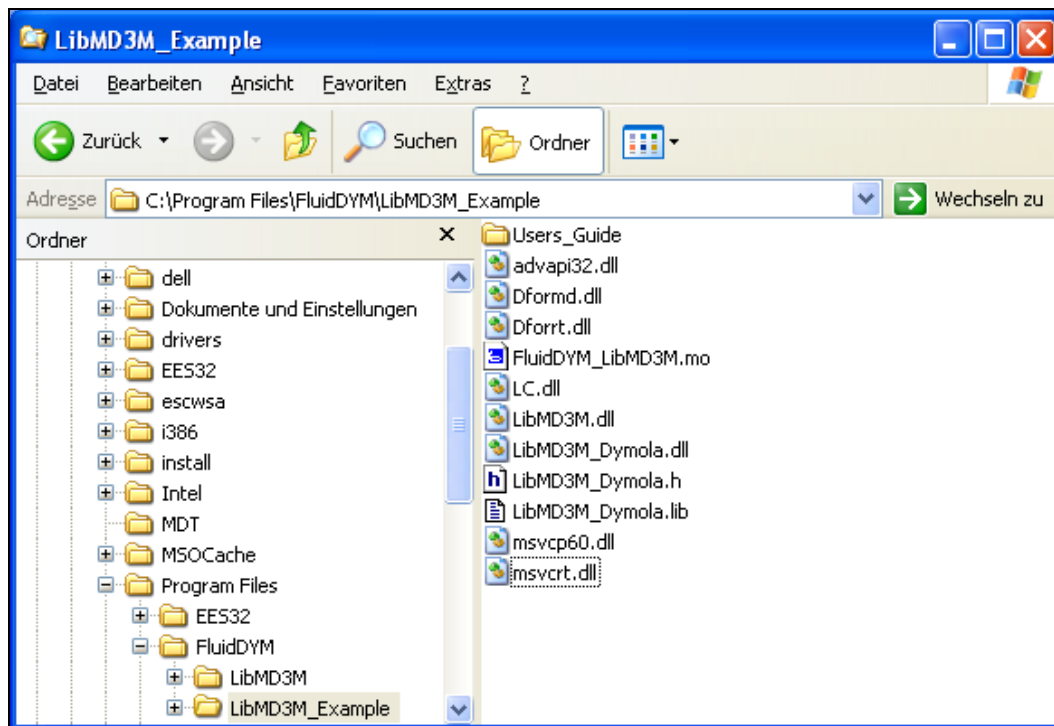 LibMD3M_Example
Datei Bearbeiten Ansicht Favoriten Extras ?
Zurück Suchen Ordner
Adresse C:\Program Files\FluidDYM\LibMD3M_Example Wechseln zu
Ordner
dell
Dokumente und Einstellungen
drivers
EES32
escwsa
i386
install
Intel
MDT
MSOCache
Program Files
EES32
FluidDYM
LibMD3M
LibMD3M_Example
Users_Guide
advapi32.dll
Dformd.dll
Dforrt.dll
FluidDYM_LibMD3M.mo
LC.dll
LibMD3M.dll
LibMD3M_Dymola.dll
LibMD3M_Dymola.h
LibMD3M_Dymola.lib
msvcp60.dll
msvcrt.dll